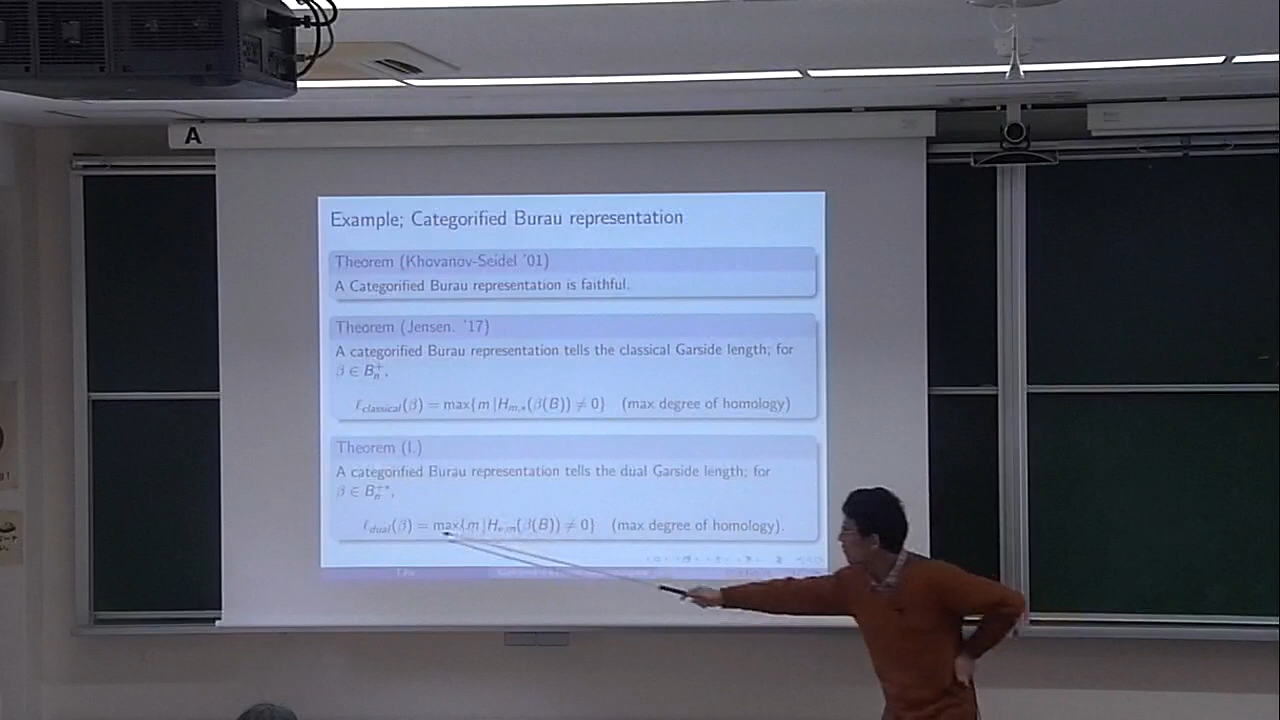 A
Example; Categorified Burau representation
Theorem (Khovanov-Seidel '01)
A Categorified Burau representation is faithful.
Theorem (Jensen. '17)
A categorified Burau representation tells the classical Garside length; for
β ∈ B_n^+,
ℓ_classical(β) = max{m | H_{m,*}(β(B)) ≠ 0} (max degree of homology)
Theorem (I.)
A categorified Burau representation tells the dual Garside length; for
β ∈ B_n^{+*},
ℓ_dual(β) = max{m | H_{*,m}(β(B)) ≠ 0} (max degree of homology).